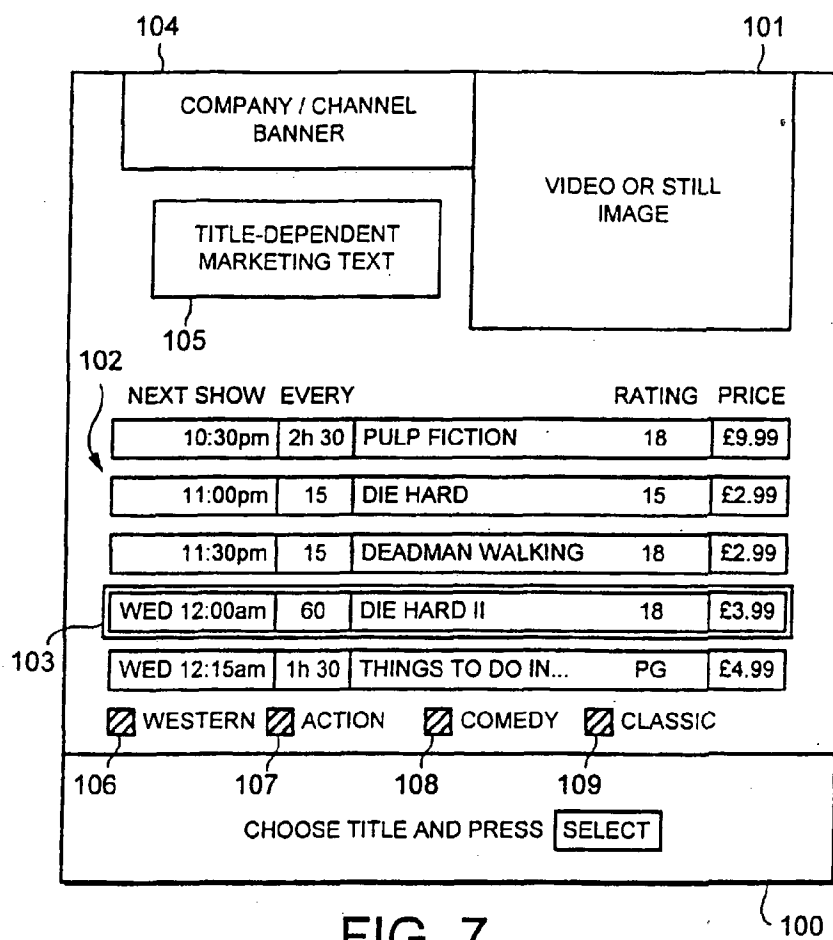 104
101
COMPANY / CHANNEL
BANNER
VIDEO OR STILL
IMAGE
TITLE-DEPENDENT
MARKETING TEXT
105
102
NEXT SHOW EVERY RATING PRICE
10:30pm 2h 30 PULP FICTION 18 £9.99
11:00pm 15 DIE HARD 15 £2.99
11:30pm 15 DEADMAN WALKING 18 £2.99
WED 12:00am 60 DIE HARD II 18 £3.99
103
WED 12:15am 1h 30 THINGS TO DO IN... PG £4.99
WESTERN ACTION COMEDY CLASSIC
106 107 108 109
CHOOSE TITLE AND PRESS SELECT
100
FIG. 7